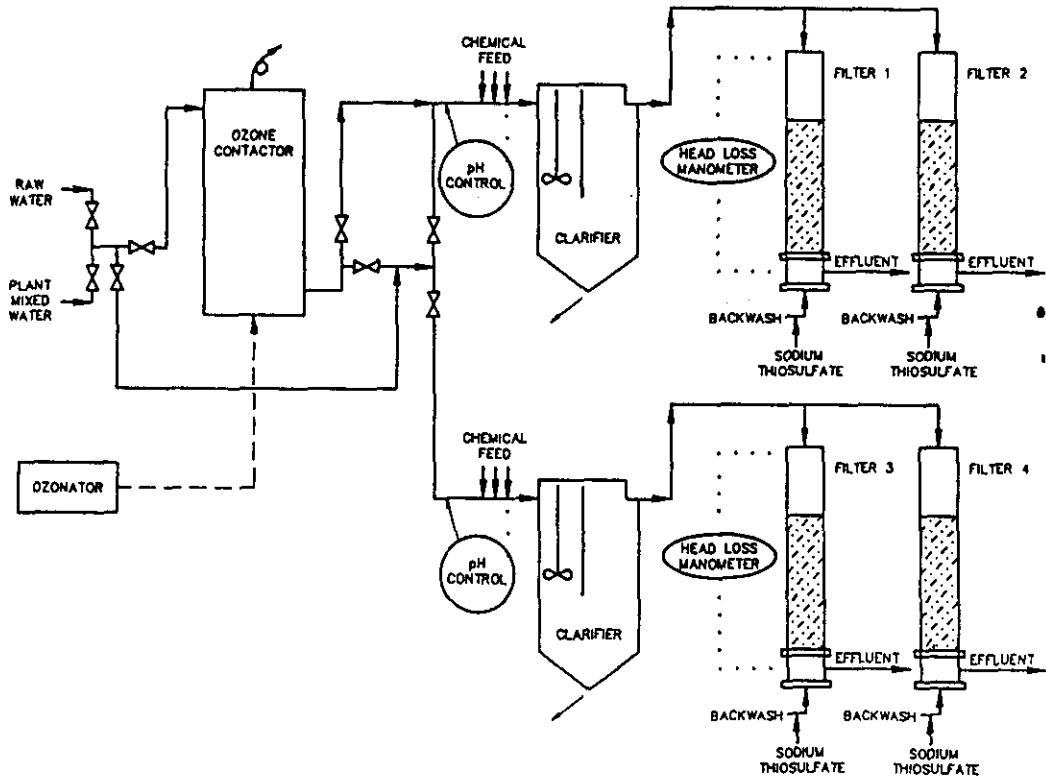 RAW
WATER
PLANT
MIXED
WATER
OZONE
CONTACTOR
OZONATOR
CHEMICAL
FEED
pH
CONTROL
CLARIFIER
HEAD LOSS
MANOMETER
FILTER 1
FILTER 2
EFFLUENT
EFFLUENT
BACKWASH
BACKWASH
SODIUM
THIOSULFATE
SODIUM
THIOSULFATE
CHEMICAL
FEED
pH
CONTROL
CLARIFIER
HEAD LOSS
MANOMETER
FILTER 3
FILTER 4
EFFLUENT
EFFLUENT
BACKWASH
BACKWASH
SODIUM
THIOSULFATE
SODIUM
THIOSULFATE